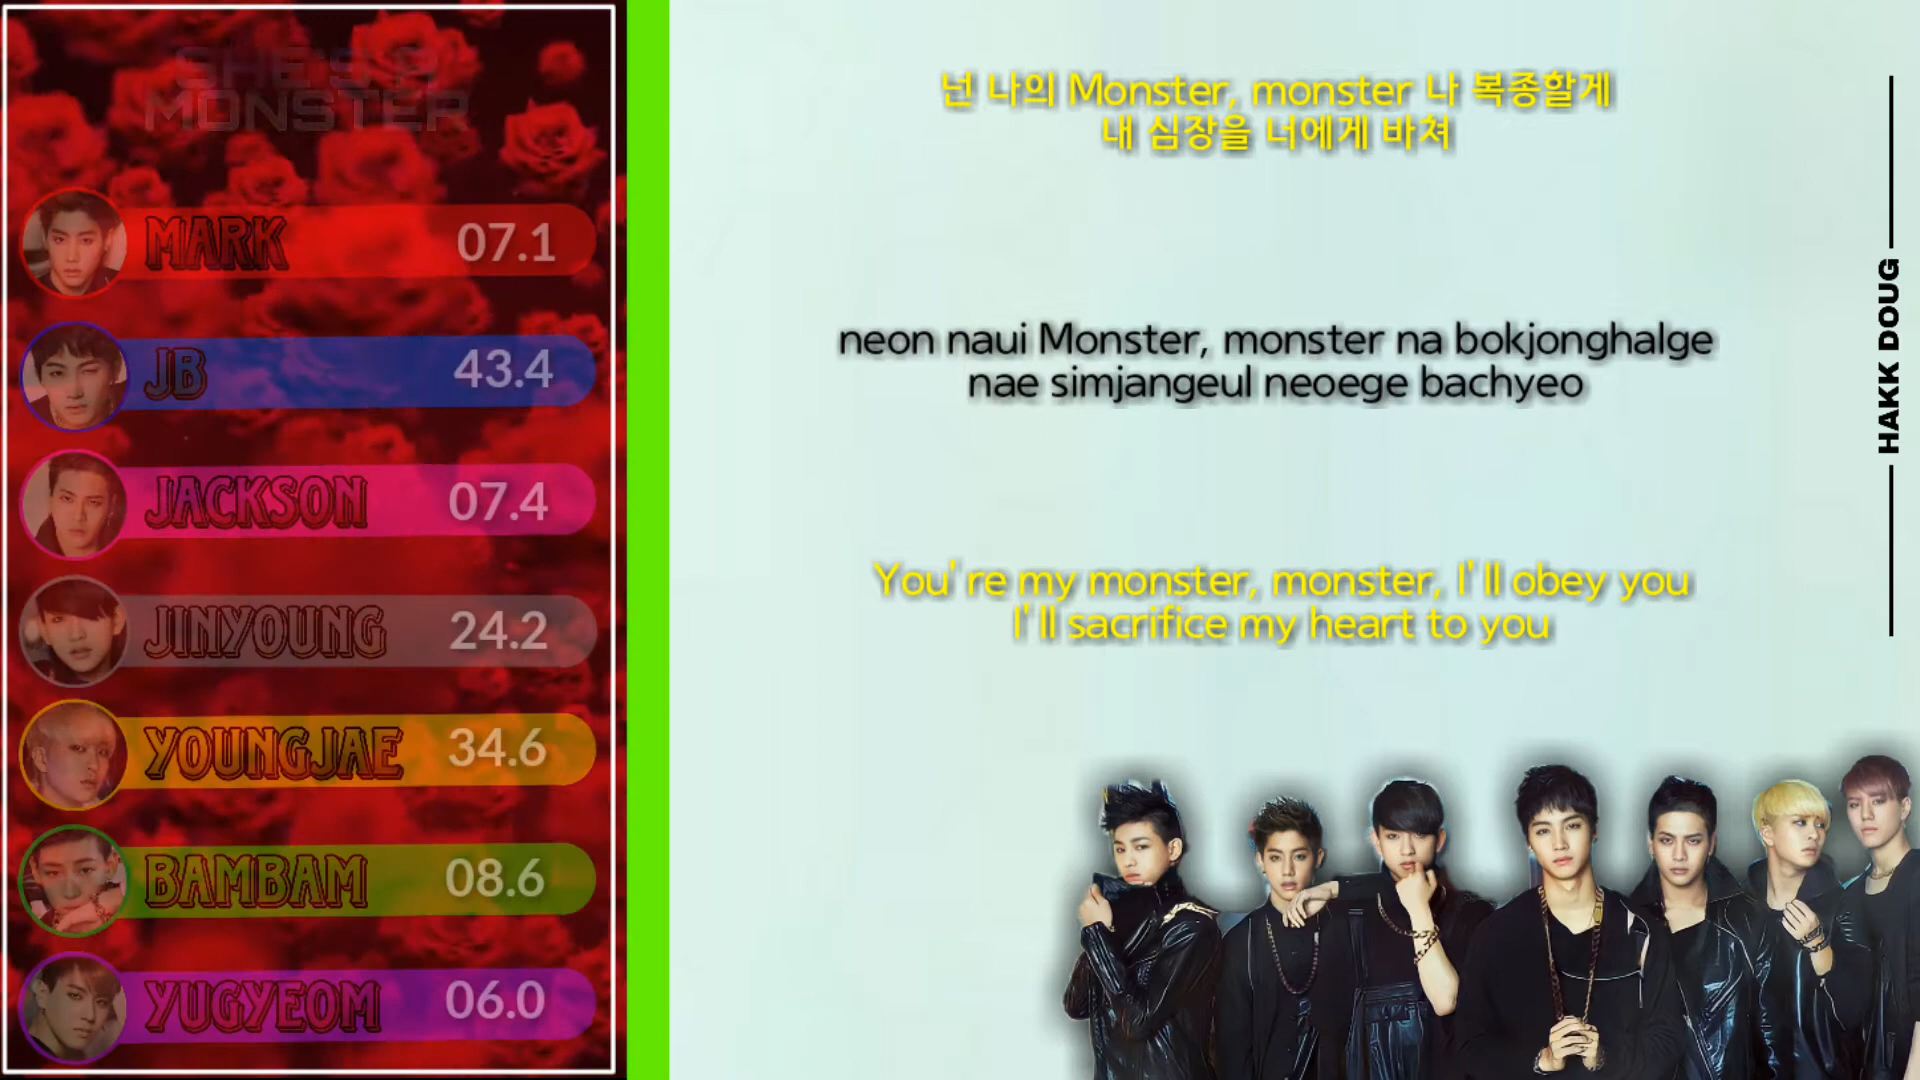 SHE'S A
MONSTER
MARK 07.1
JB 43.4
JACKSON 07.4
JINYOUNG 24.2
YOUNGJAE 34.6
BAMBAM 08.6
YUGYEOM 06.0
넌 나의 Monster, monster 나 복종할게
내 심장을 너에게 바쳐
neon naui Monster, monster na bokjonghalge
nae simjangeul neoege bachyeo
You're my monster, monster, I'll obey you
I'll sacrifice my heart to you
HAKK DOUG